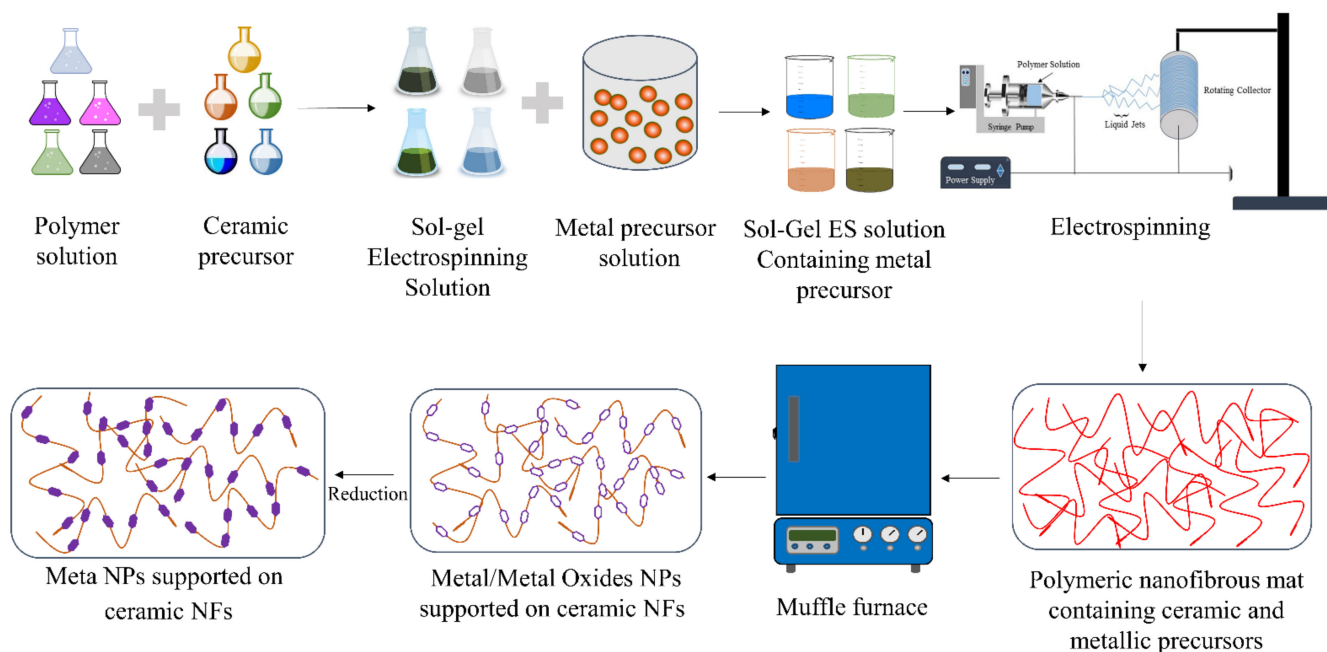 Polymer
solution
Ceramic
precursor
Sol-gel
Electrospinning
Solution
Metal precursor
solution
Sol-Gel ES solution
Containing metal
precursor
Polymer Solution
Syringe Pump
Liquid Jets
Rotating Collector
Power Supply
Electrospinning
Meta NPs supported on
ceramic NFs
Reduction
Metal/Metal Oxides NPs
supported on ceramic NFs
Muffle furnace
Polymeric nanofibrous mat
containing ceramic and
metallic precursors